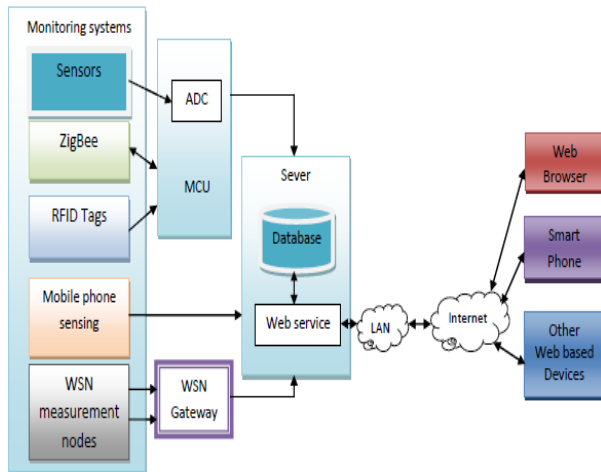 Monitoring systems
Sensors
ZigBee
RFID Tags
Mobile phone
sensing
WSN
measurement
nodes
ADC
MCU
WSN
Gateway
Sever
Database
Web service
LAN
Internet
Web
Browser
Smart
Phone
Other
Web based
Devices